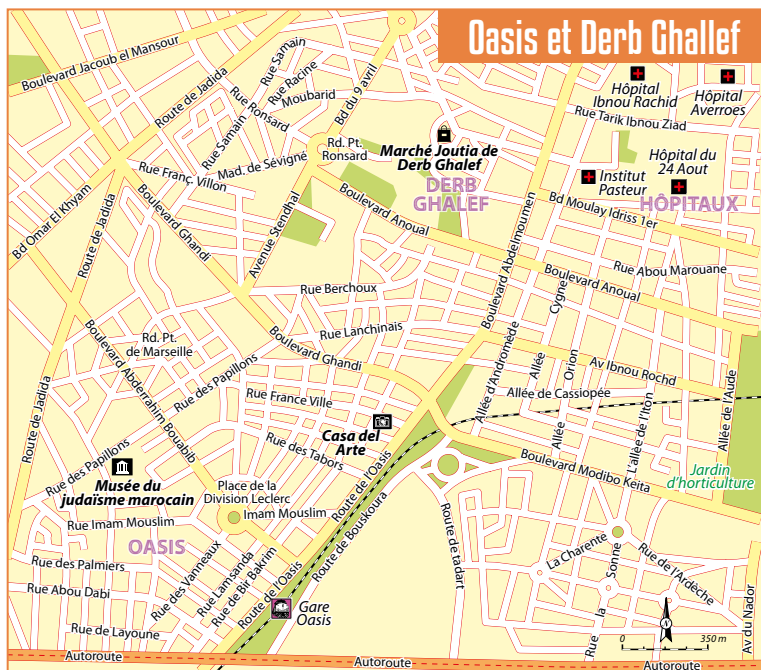 Oasis et Derb Ghallef
Boulevard Jacoub el Mansour
Route de Jadida
Rue Samain
Rue Racine
Moubarid
Rue Ronsard
Rue Samain
Bd du 9 avril
Hôpital
Ibnou Rachid
Hôpital
Averroes
Rue Tarik Ibnou Ziad
Rue Franç. Villon
Mad. de Sévigné
Rd. Pt.
Ronsard
Marché Joutia de
Derb Ghalef
DERB
GHALEF
Institut
Pasteur
Hôpital du
24 Aout
HÔPITAUX
Bd Omar El Khyam
Route de Jadida
Boulevard Ghandi
Avenue Stendhal
Boulevard Anoual
Boulevard Abdelmoumen
Bd Moulay Idriss 1er
Rue Abou Marouane
Boulevard Anoual
Rue Berchoux
Rue Lanchinais
Cygne
Allée
Orion
Allée
Allée d'Andromède
Rd. Pt.
de Marseille
Boulevard Ghandi
Av Ibnou Rochd
Boulevard Abderrahim Bouabib
Rue des Papillons
Rue France Ville
Allée de Cassiopée
L'allée de l'Iton
Allée de l'Aude
Route de Jadida
Casa del
Arte
Rue des Tabors
Rue des Papillons
Musée du
judaïsme marocain
Place de la
Division Leclerc
Imam Mouslim
Route de l'Oasis
Route de Bouskoura
Boulevard Modibo Keita
Jardin
d'horticulture
Rue Imam Mouslim
OASIS
Route de tadart
La Charente
Rue la Sonne
Rue de l'Ardèche
Rue des Palmiers
Rue Abou Dabi
Rue des Vanneaux
Rue Lamsanda
Rue de Bir Bakrim
Route de l'Oasis
Gare
Oasis
Rue de Layoune
Av du Nador
N
0 350 m
Autoroute
Autoroute
Autoroute